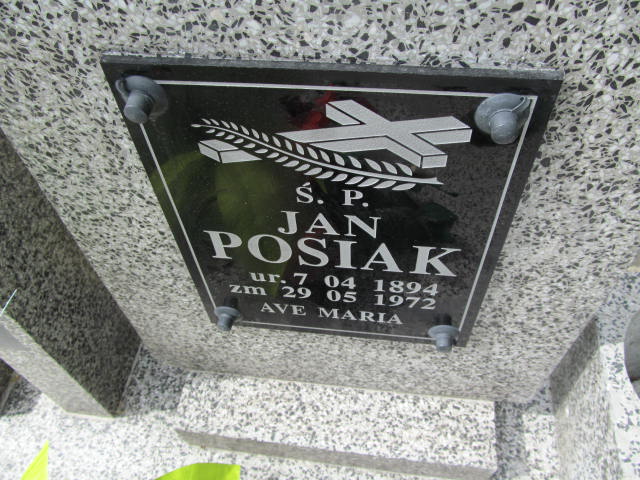 Ś. P.
JAN
POSIAK
ur. 7 04 1894
zm 29 05 1972
AVE MARIA